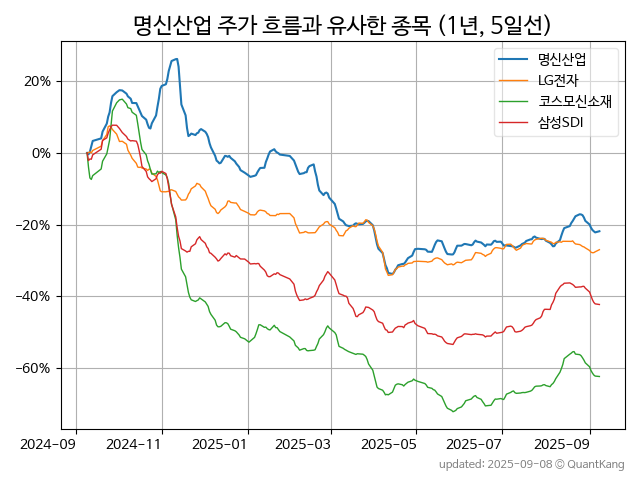 명신산업 주가 흐름과 유사한 종목 (1년, 5일선)
명신산업
LG전자
코스모신소재
삼성SDI
20%
0%
−20%
−40%
−60%
2024−09
2024−11
2025−01
2025−03
2025−05
2025−07
2025−09
updated: 2025-09-08 © QuantKang